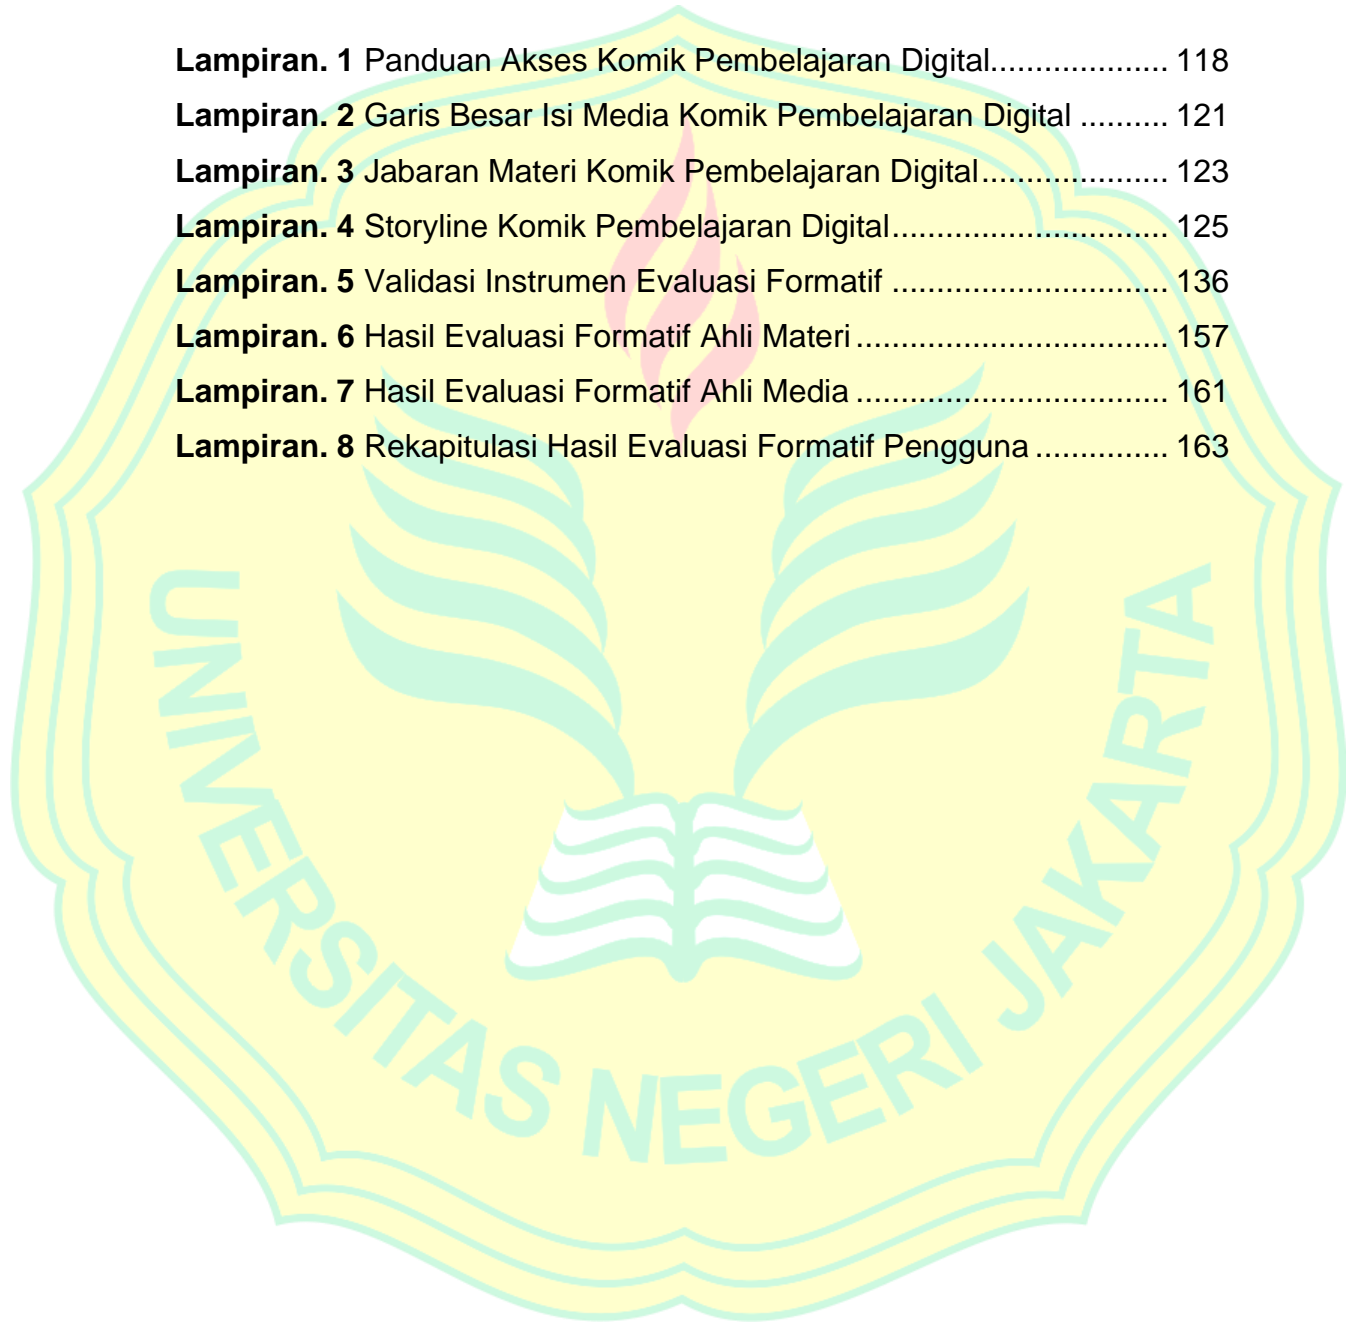 Lampiran. 1 Panduan Akses Komik Pembelajaran Digital.................... 118
Lampiran. 2 Garis Besar Isi Media Komik Pembelajaran Digital .......... 121
Lampiran. 3 Jabaran Materi Komik Pembelajaran Digital..................... 123
Lampiran. 4 Storyline Komik Pembelajaran Digital............................... 125
Lampiran. 5 Validasi Instrumen Evaluasi Formatif ............................... 136
Lampiran. 6 Hasil Evaluasi Formatif Ahli Materi................................... 157
Lampiran. 7 Hasil Evaluasi Formatif Ahli Media ................................... 161
Lampiran. 8 Rekapitulasi Hasil Evaluasi Formatif Pengguna ............... 163
UNIVERSITAS NEGERI JAKARTA